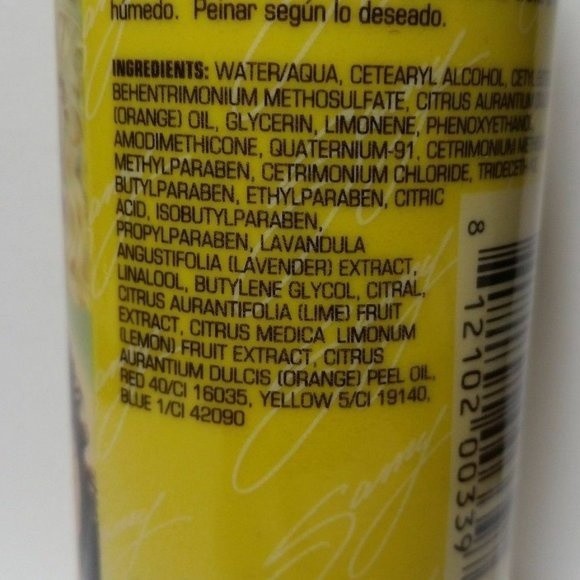 húmedo. Peinar según lo deseado.
INGREDIENTS: WATER/AQUA, CETEARYL ALCOHOL,
BEHENTRIMONIUM METHOSULFATE, CITRUS AURANTIUM
(ORANGE) OIL, GLYCERIN, LIMONENE, PHENOXYETHANOL,
AMODIMETHICONE, QUATERNIUM-91, CETRIMONIUM
METHYLPARABEN, CETRIMONIUM CHLORIDE,
BUTYLPARABEN, ETHYLPARABEN, CITRIC
ACID, ISOBUTYLPARABEN,
PROPYLPARABEN, LAVANDULA
ANGUSTIFOLIA (LAVENDER) EXTRACT,
LINALOOL, BUTYLENE GLYCOL, CITRAL,
CITRUS AURANTIFOLIA (LIME) FRUIT
EXTRACT, CITRUS MEDICA LIMONUM
(LEMON) FRUIT EXTRACT, CITRUS
AURANTIUM DULCIS (ORANGE) PEEL OIL,
RED 40/CI 16035, YELLOW 5/CI 19140,
BLUE 1/CI 42090
8 12102 00339
Samy